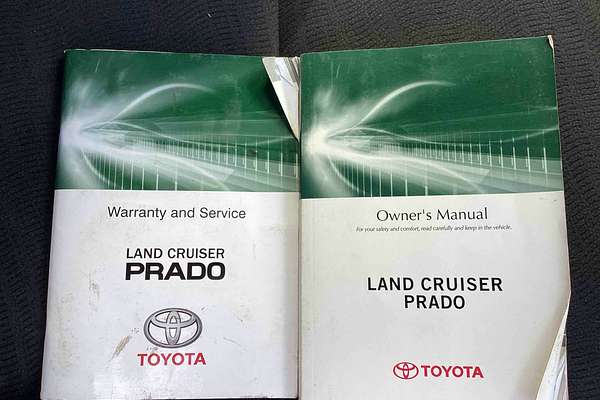 Warranty and Service
LAND CRUISER
PRADO
TOYOTA
Owner's Manual
For your safety and comfort, read carefully and keep in the vehicle.
LAND CRUISER
PRADO
TOYOTA